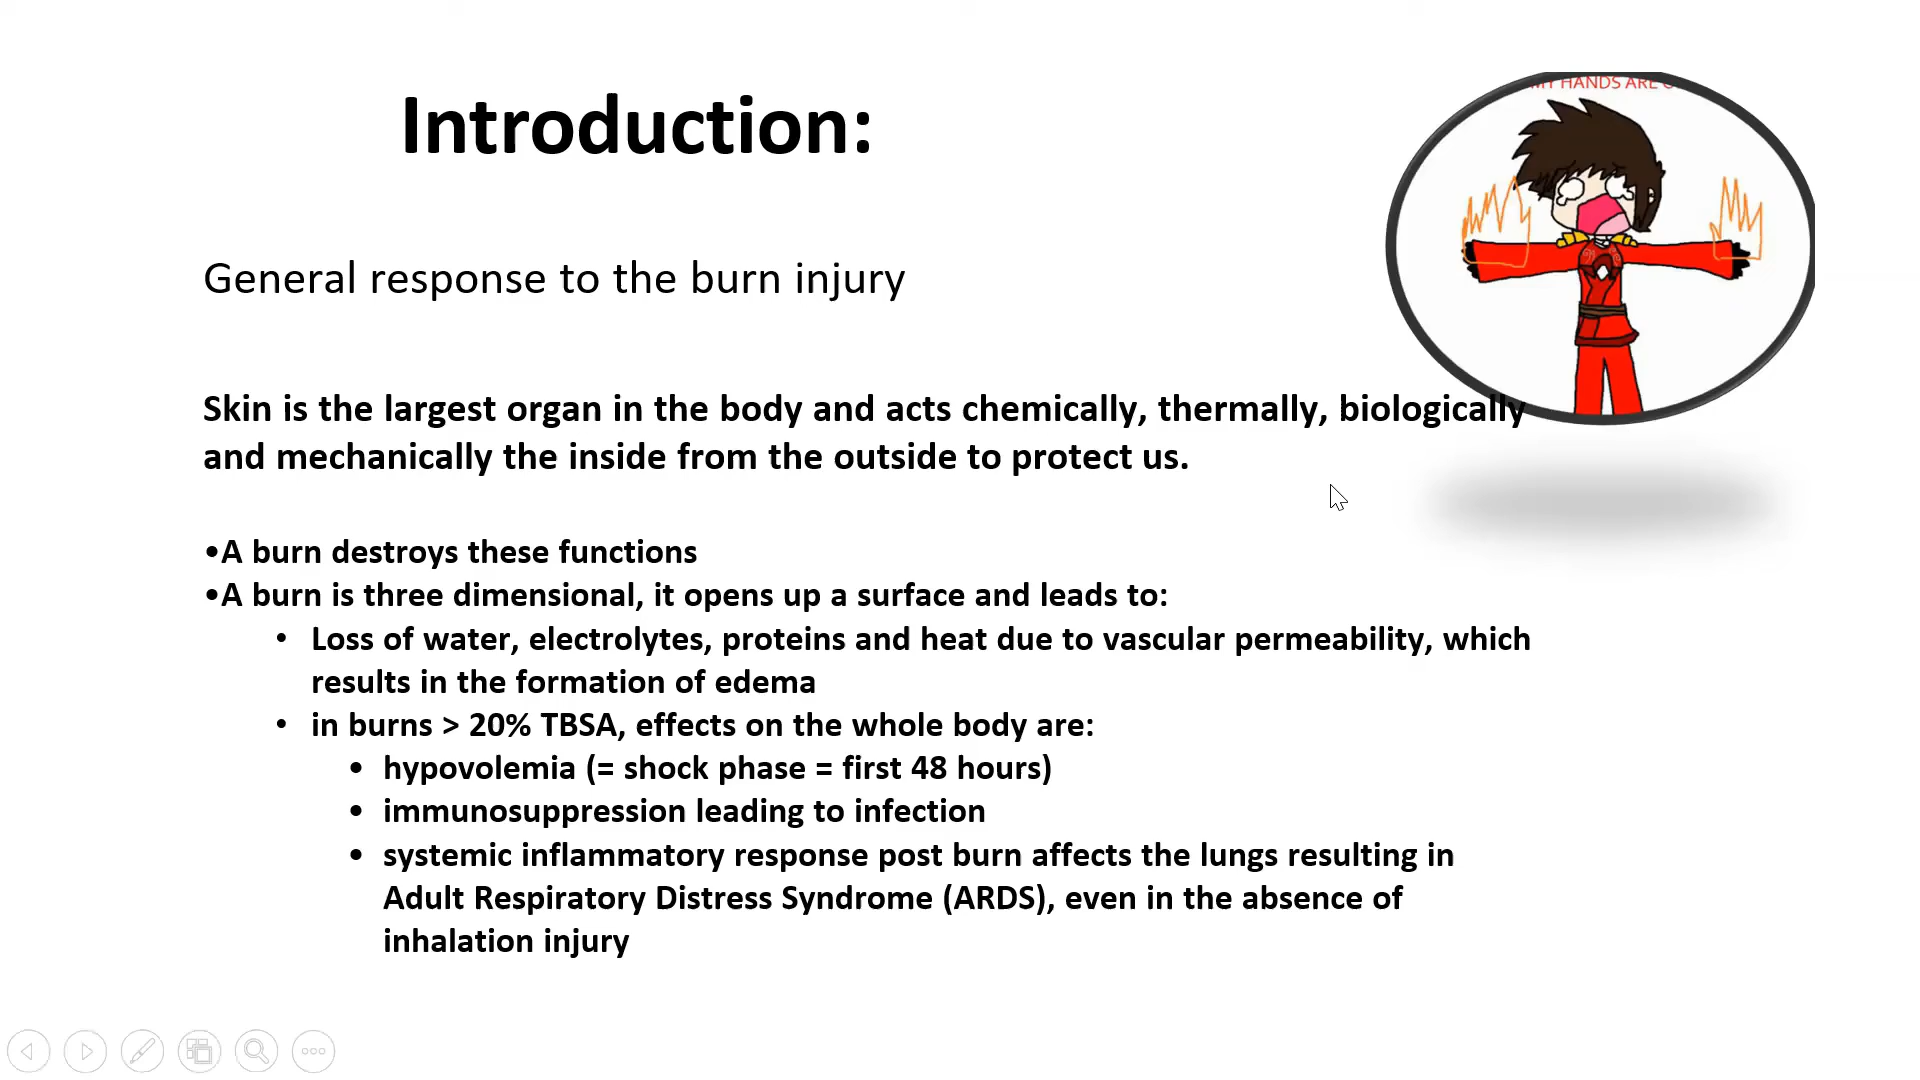 MY HANDS ARE
Introduction:
General response to the burn injury
Skin is the largest organ in the body and acts chemically, thermally, biologically
and mechanically the inside from the outside to protect us.
•A burn destroys these functions
•A burn is three dimensional, it opens up a surface and leads to:
• Loss of water, electrolytes, proteins and heat due to vascular permeability, which
results in the formation of edema
• in burns > 20% TBSA, effects on the whole body are:
• hypovolemia (= shock phase = first 48 hours)
• immunosuppression leading to infection
• systemic inflammatory response post burn affects the lungs resulting in
Adult Respiratory Distress Syndrome (ARDS), even in the absence of
inhalation injury